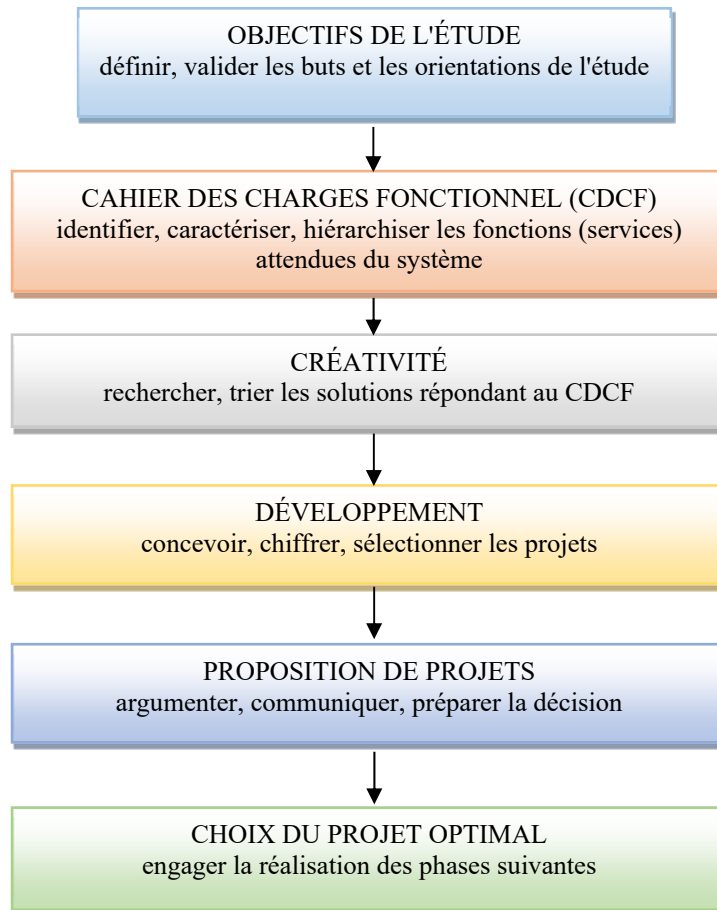 OBJECTIFS DE L'ÉTUDE
définir, valider les buts et les orientations de l'étude
CAHIER DES CHARGES FONCTIONNEL (CDCF)
identifier, caractériser, hiérarchiser les fonctions (services)
attendues du système
CRÉATIVITÉ
rechercher, trier les solutions répondant au CDCF
DÉVELOPPEMENT
concevoir, chiffrer, sélectionner les projets
PROPOSITION DE PROJETS
argumenter, communiquer, préparer la décision
CHOIX DU PROJET OPTIMAL
engager la réalisation des phases suivantes